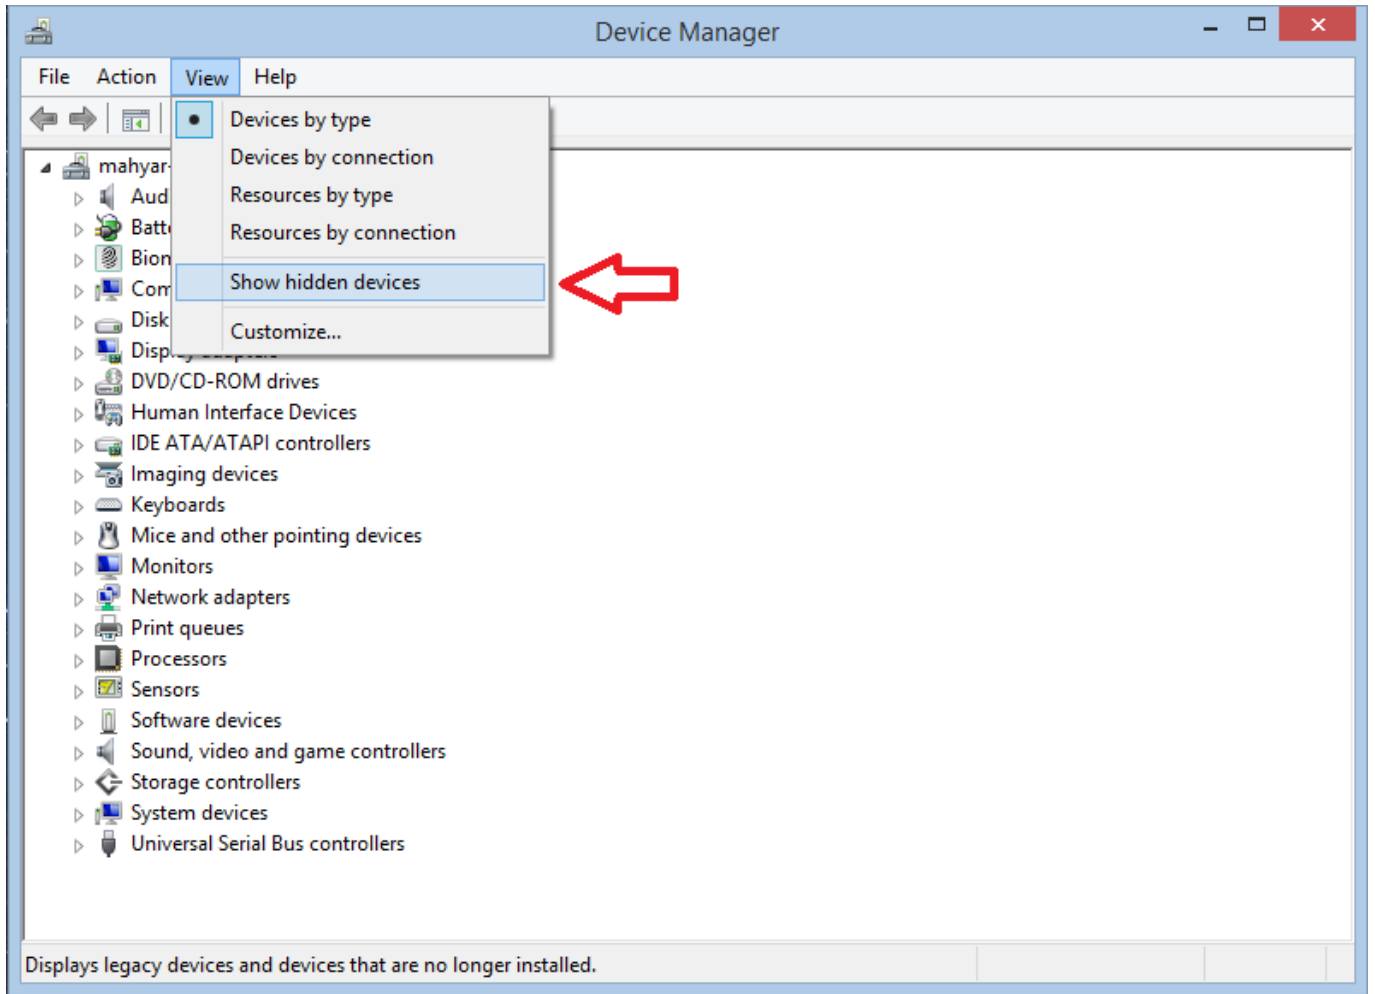 Device Manager
File Action View Help
Devices by type
Devices by connection
Resources by type
Resources by connection
Show hidden devices
Customize...
mahyar-
Aud
Batt
Bion
Com
Disk
Display adapters
DVD/CD-ROM drives
Human Interface Devices
IDE ATA/ATAPI controllers
Imaging devices
Keyboards
Mice and other pointing devices
Monitors
Network adapters
Print queues
Processors
Sensors
Software devices
Sound, video and game controllers
Storage controllers
System devices
Universal Serial Bus controllers
Displays legacy devices and devices that are no longer installed.